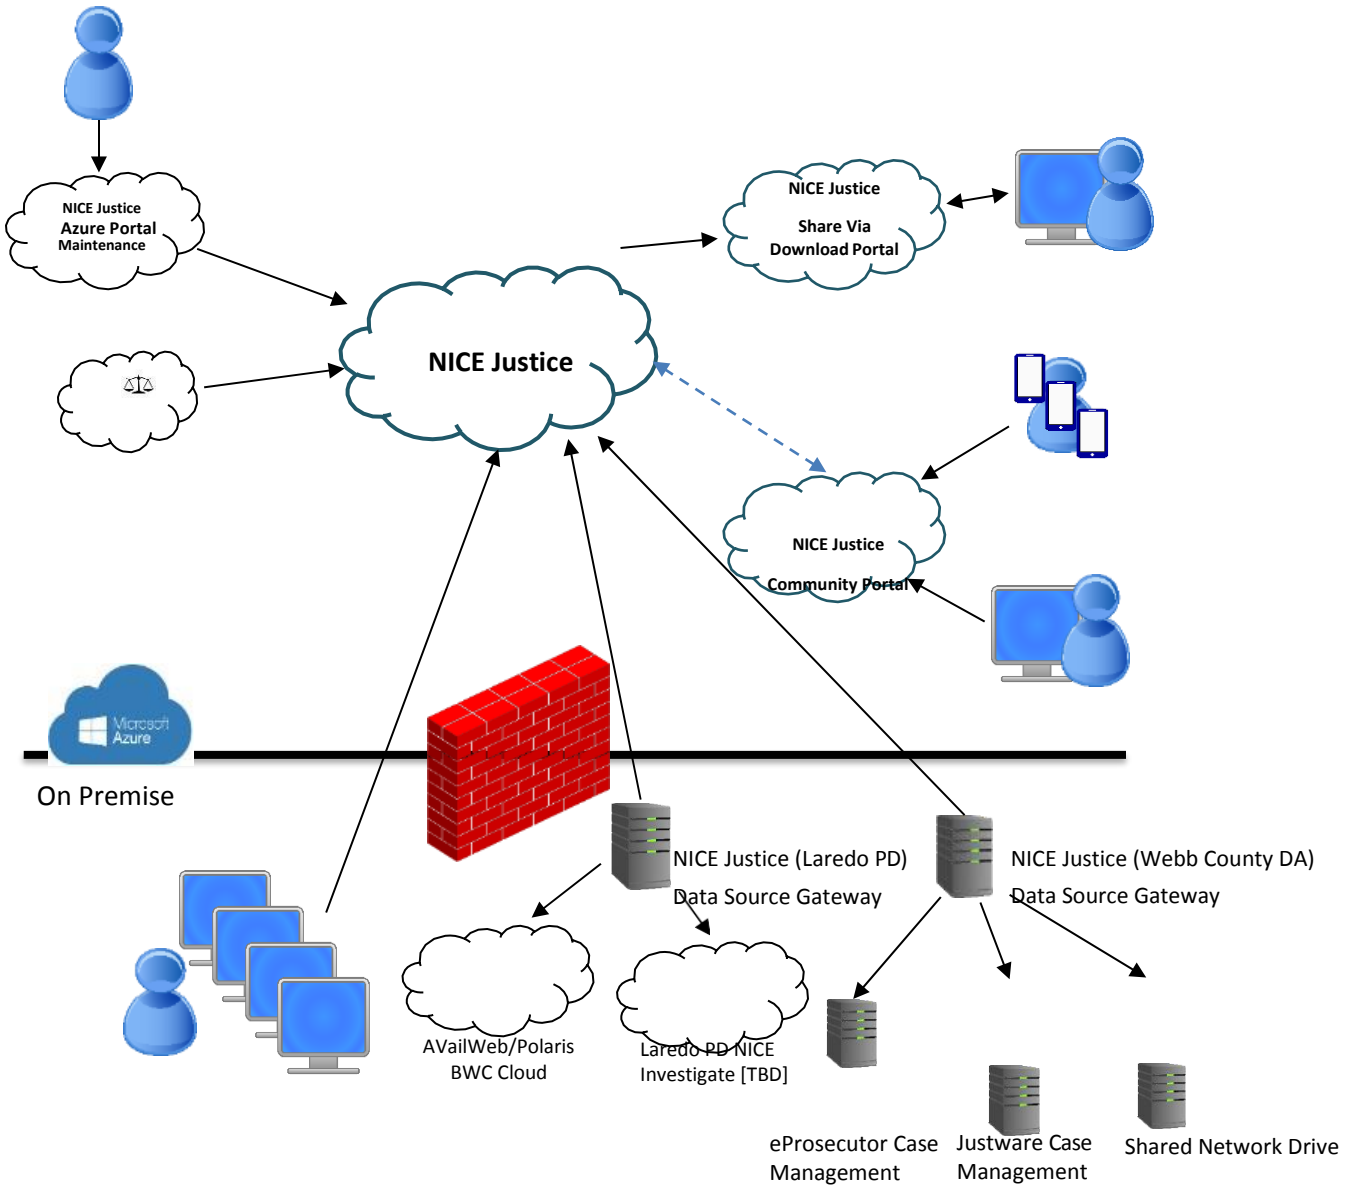 NICE Justice
Azure Portal
Maintenance
NICE Justice
Share Via
Download Portal
NICE Justice
NICE Justice
Community Portal
Microsoft
Azure
On Premise
NICE Justice (Laredo PD)
Data Source Gateway
NICE Justice (Webb County DA)
Data Source Gateway
AVailWeb/Polaris
BWC Cloud
Laredo PD NICE
Investigate [TBD]
eProsecutor Case
Management
Justware Case
Management
Shared Network Drive